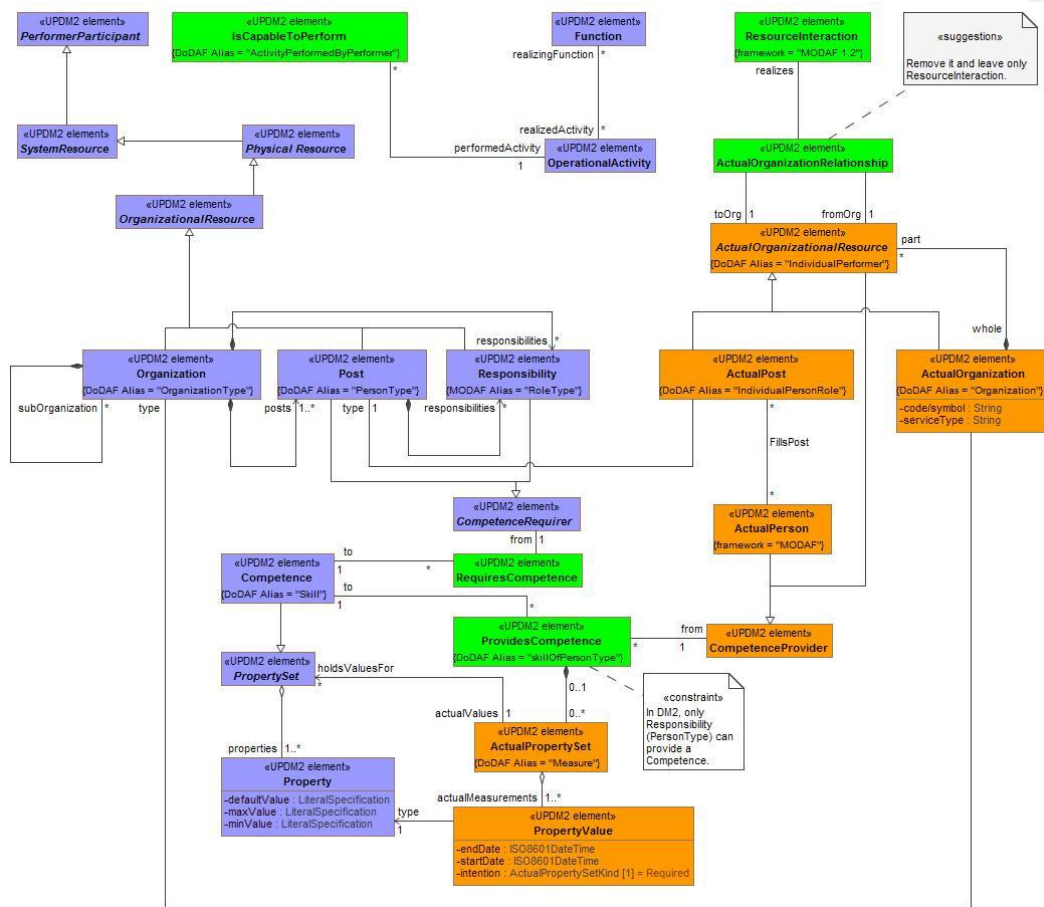 «UPDM2 element»
PerformerParticipant
«UPDM2 element»
IsCapableToPerform
{DoDAF Alias = "ActivityPerformedByPerformer"}
*
«UPDM2 element»
Function
realizingFunction
*
«UPDM2 element»
ResourceInteraction
{framework = "MODAF 1.2"}
realizes
«suggestion»
Remove it and leave only
ResourceInteraction.
«UPDM2 element»
SystemResource
«UPDM2 element»
Physical Resource
realizedActivity
*
performedActivity
1
«UPDM2 element»
OperationalActivity
«UPDM2 element»
ActualOrganizationRelationship
«UPDM2 element»
OrganizationalResource
toOrg
1
fromOrg
1
«UPDM2 element»
ActualOrganizationalResource
{DoDAF Alias = "IndividualPerformer"}
part
*
whole
responsibilities
*
«UPDM2 element»
Organization
{DoDAF Alias = "OrganizationType"}
«UPDM2 element»
Post
{DoDAF Alias = "PersonType"}
«UPDM2 element»
Responsibility
{MODAF Alias = "RoleType"}
«UPDM2 element»
ActualPost
{DoDAF Alias = "IndividualPersonRole"}
«UPDM2 element»
ActualOrganization
{DoDAF Alias = "Organization"}
-code/symbol : String
-serviceType : String
subOrganization
*
type
posts
1..*
type
1
responsibilities
*
*
FillsPost
*
«UPDM2 element»
CompetenceRequirer
from
1
«UPDM2 element»
ActualPerson
{framework = "MODAF"}
«UPDM2 element»
Competence
{DoDAF Alias = "Skill"}
to
1
*
«UPDM2 element»
RequiresCompetence
to
1
*
«UPDM2 element»
ProvidesCompetence
{DoDAF Alias = "skillOfPersonType"}
*
from
1
«UPDM2 element»
CompetenceProvider
«UPDM2 element»
PropertySet
holdsValuesFor
*
actualValues
1
0..1
0..*
«constraint»
In DM2, only
Responsibility
(PersonType) can
provide a
Competence.
«UPDM2 element»
ActualPropertySet
{DoDAF Alias = "Measure"}
properties
1..*
«UPDM2 element»
Property
-defaultValue : LiteralSpecification
-maxValue : LiteralSpecification
-minValue : LiteralSpecification
actualMeasurements
1..*
type
1
«UPDM2 element»
PropertyValue
-endDate : ISO8601DateTime
-startDate : ISO8601DateTime
-intention : ActualPropertySetKind [1] = Required